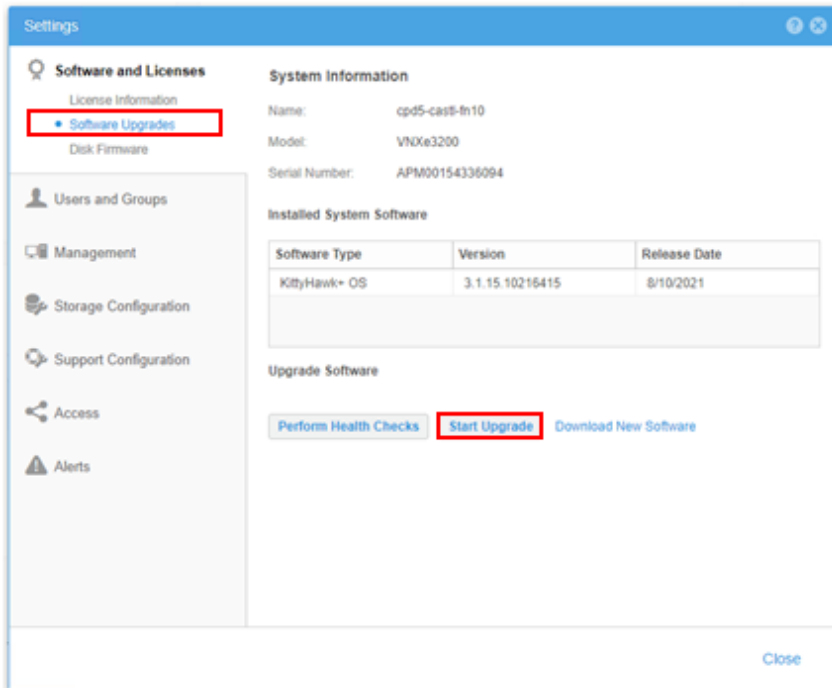 Settings
Software and Licenses
License Information
Software Upgrades
Disk Firmware
Users and Groups
Management
Storage Configuration
Support Configuration
Access
Alerts
System Information
Name: cpd5-castl-fn10
Model: VNXe3200
Serial Number: APM00154336094
Installed System Software
Software Type Version Release Date
KittyHawk+ OS 3.1.15.10216415 8/10/2021
Upgrade Software
Perform Health Checks Start Upgrade Download New Software
Close